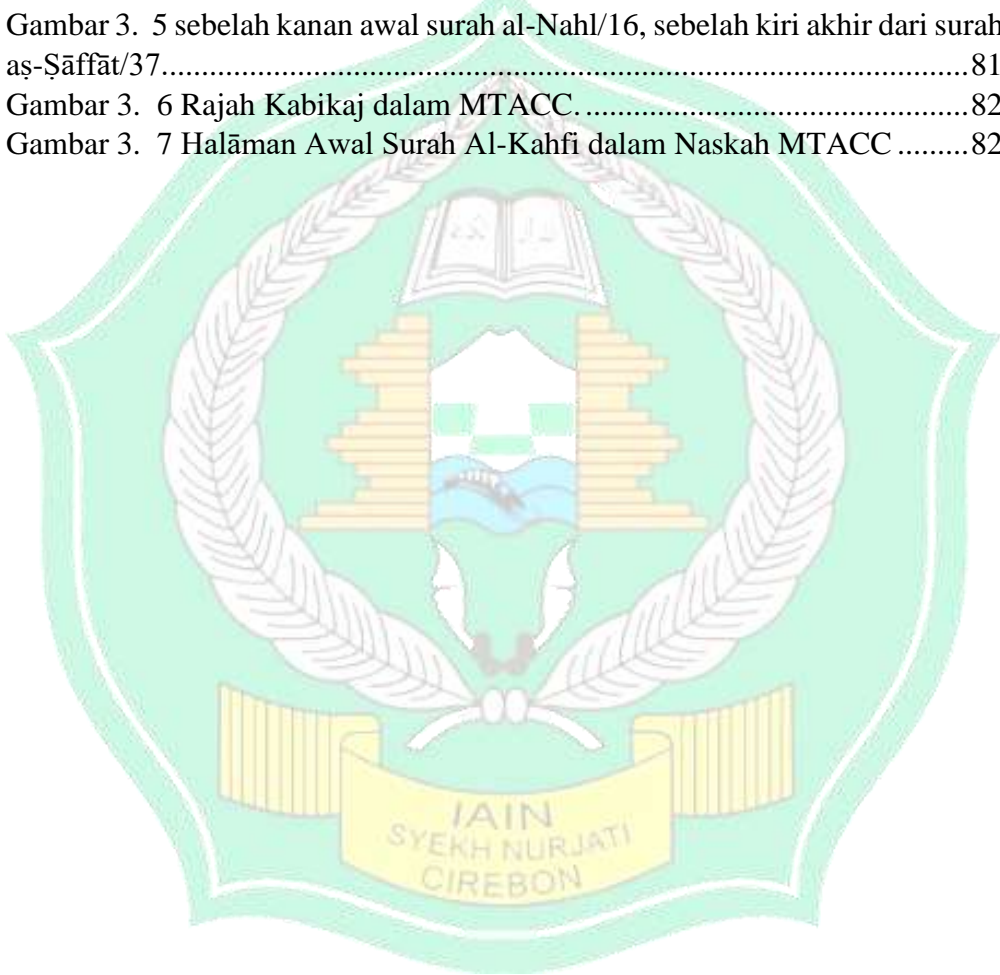 Gambar 3.  5 sebelah kanan awal surah al-Nahl/16, sebelah kiri akhir dari surah
aṣ-Ṣāffāt/37.....................................................................................................81
Gambar 3.  6 Rajah Kabikaj dalam MTACC. ................................................82
Gambar 3.  7 Halāman Awal Surah Al-Kahfi dalam Naskah MTACC .........82
IAIN
SYEKH NURJATI
CIREBON